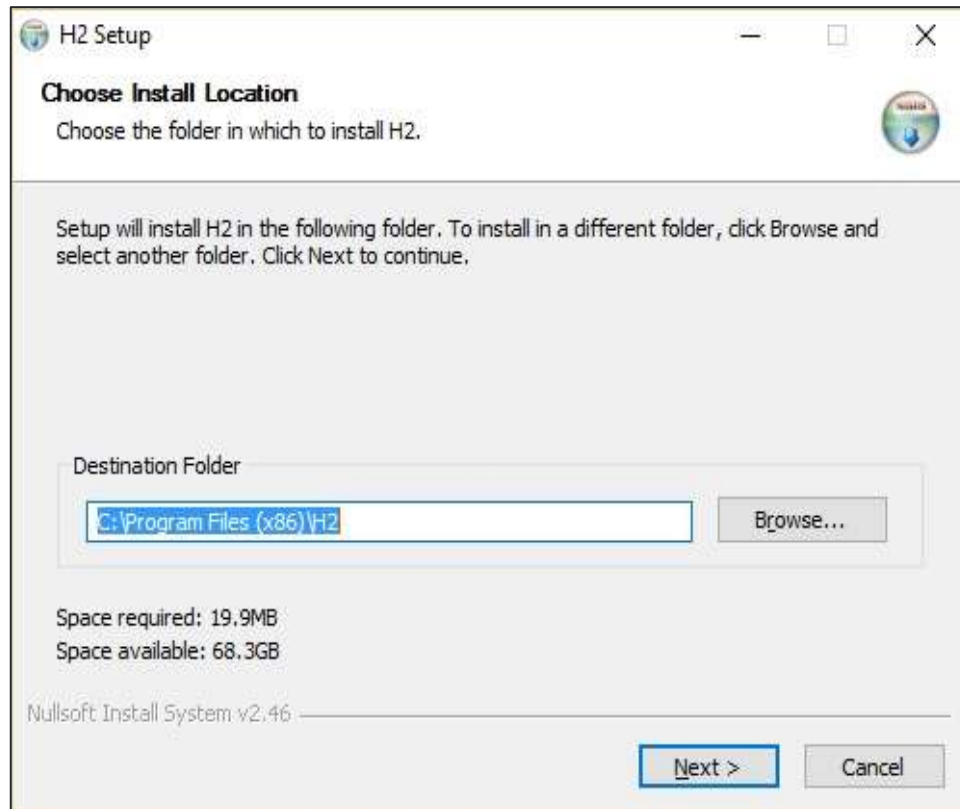 H2 Setup
Choose Install Location
Choose the folder in which to install H2.
Setup will install H2 in the following folder. To install in a different folder, click Browse and
select another folder. Click Next to continue.
Destination Folder
C:\Program Files (x86)\H2
Browse...
Space required: 19.9MB
Space available: 68.3GB
Nullsoft Install System v2.46
Next >
Cancel